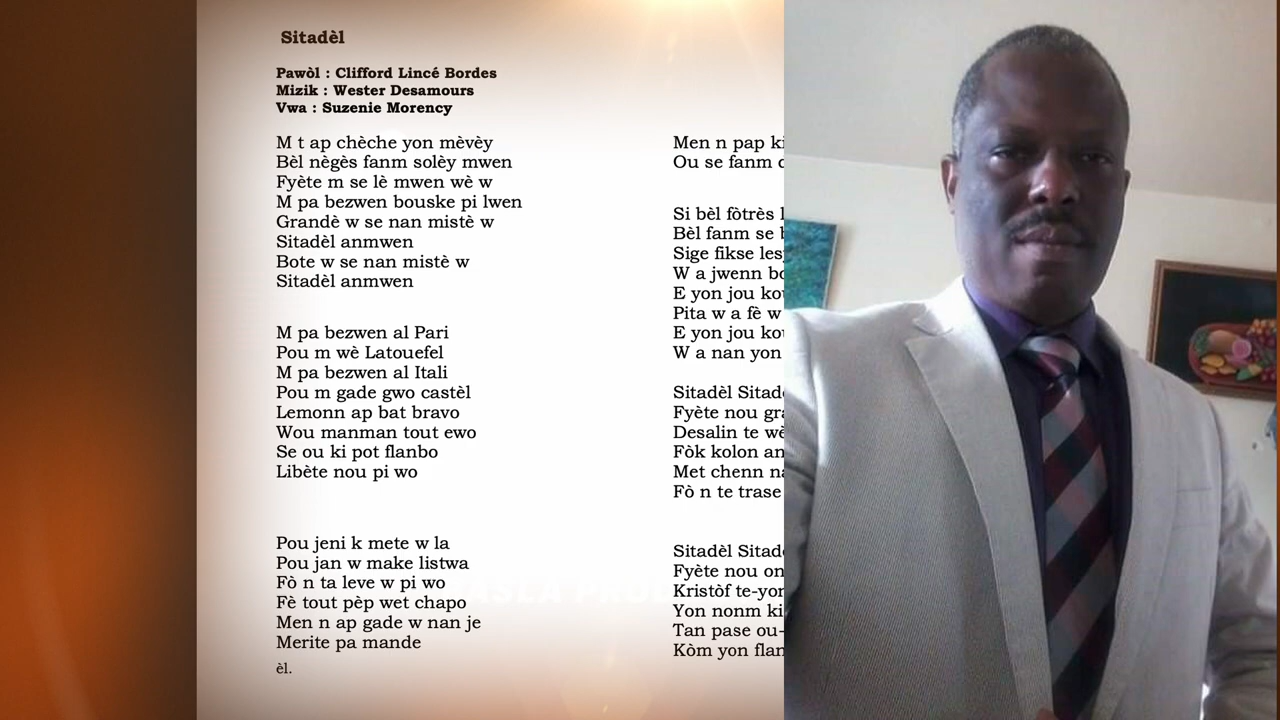 Sitadèl
Pawòl : Clifford Lincé Bordes
Mizik : Wester Desamours
Vwa : Suzenie Morency
M t ap chèche yon mèvèy
Bèl nègès fanm solèy mwen
Fyète m se lè mwen wè w
M pa bezwen bouske pi lwen
Grandè w se nan mistè w
Sitadèl anmwen
Bote w se nan mistè w
Sitadèl anmwen
M pa bezwen al Pari
Pou m wè Latouefel
M pa bezwen al Itali
Pou m gade gwo castèl
Lemonn ap bat bravo
Wou manman tout ewo
Se ou ki pot flanbo
Libète nou pi wo
Pou jeni k mete w la
Pou jan w make listwa
Fò n ta leve w pi wo
Fè tout pèp wet chapo
Men n ap gade w nan je
Merite pa mande
èl.
Men n pap
Ou se fanm
Si bèl fòtrès
Bèl fanm se
Sige fikse
W a jwenn
E yon jou
Pita w a fè w
E yon jou
W a nan yon
Sitadèl
Fyète nou
Desalin te
Fòk kolon
Met chenn
Fò n te trase
Sitadèl
Fyète nou
Kristòf
Yon nonm
Tan pase
Kòm yon